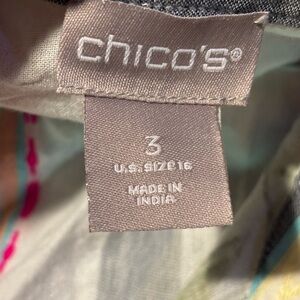 chico's®
3
U.S. SIZE 16
MADE IN
INDIA